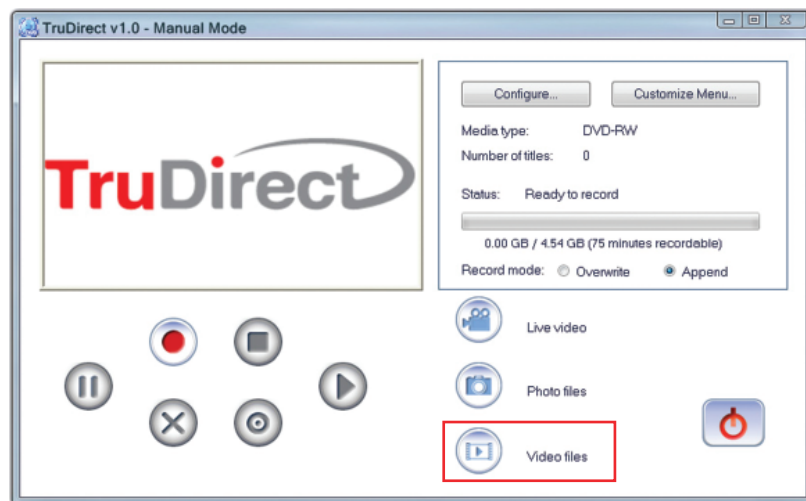 TruDirect v1.0 - Manual Mode
TruDirect
Configure...
Customize Menu...
Media type: DVD-RW
Number of titles: 0
Status: Ready to record
0.00 GB / 4.54 GB (75 minutes recordable)
Record mode: Overwrite Append
Live video
Photo files
Video files